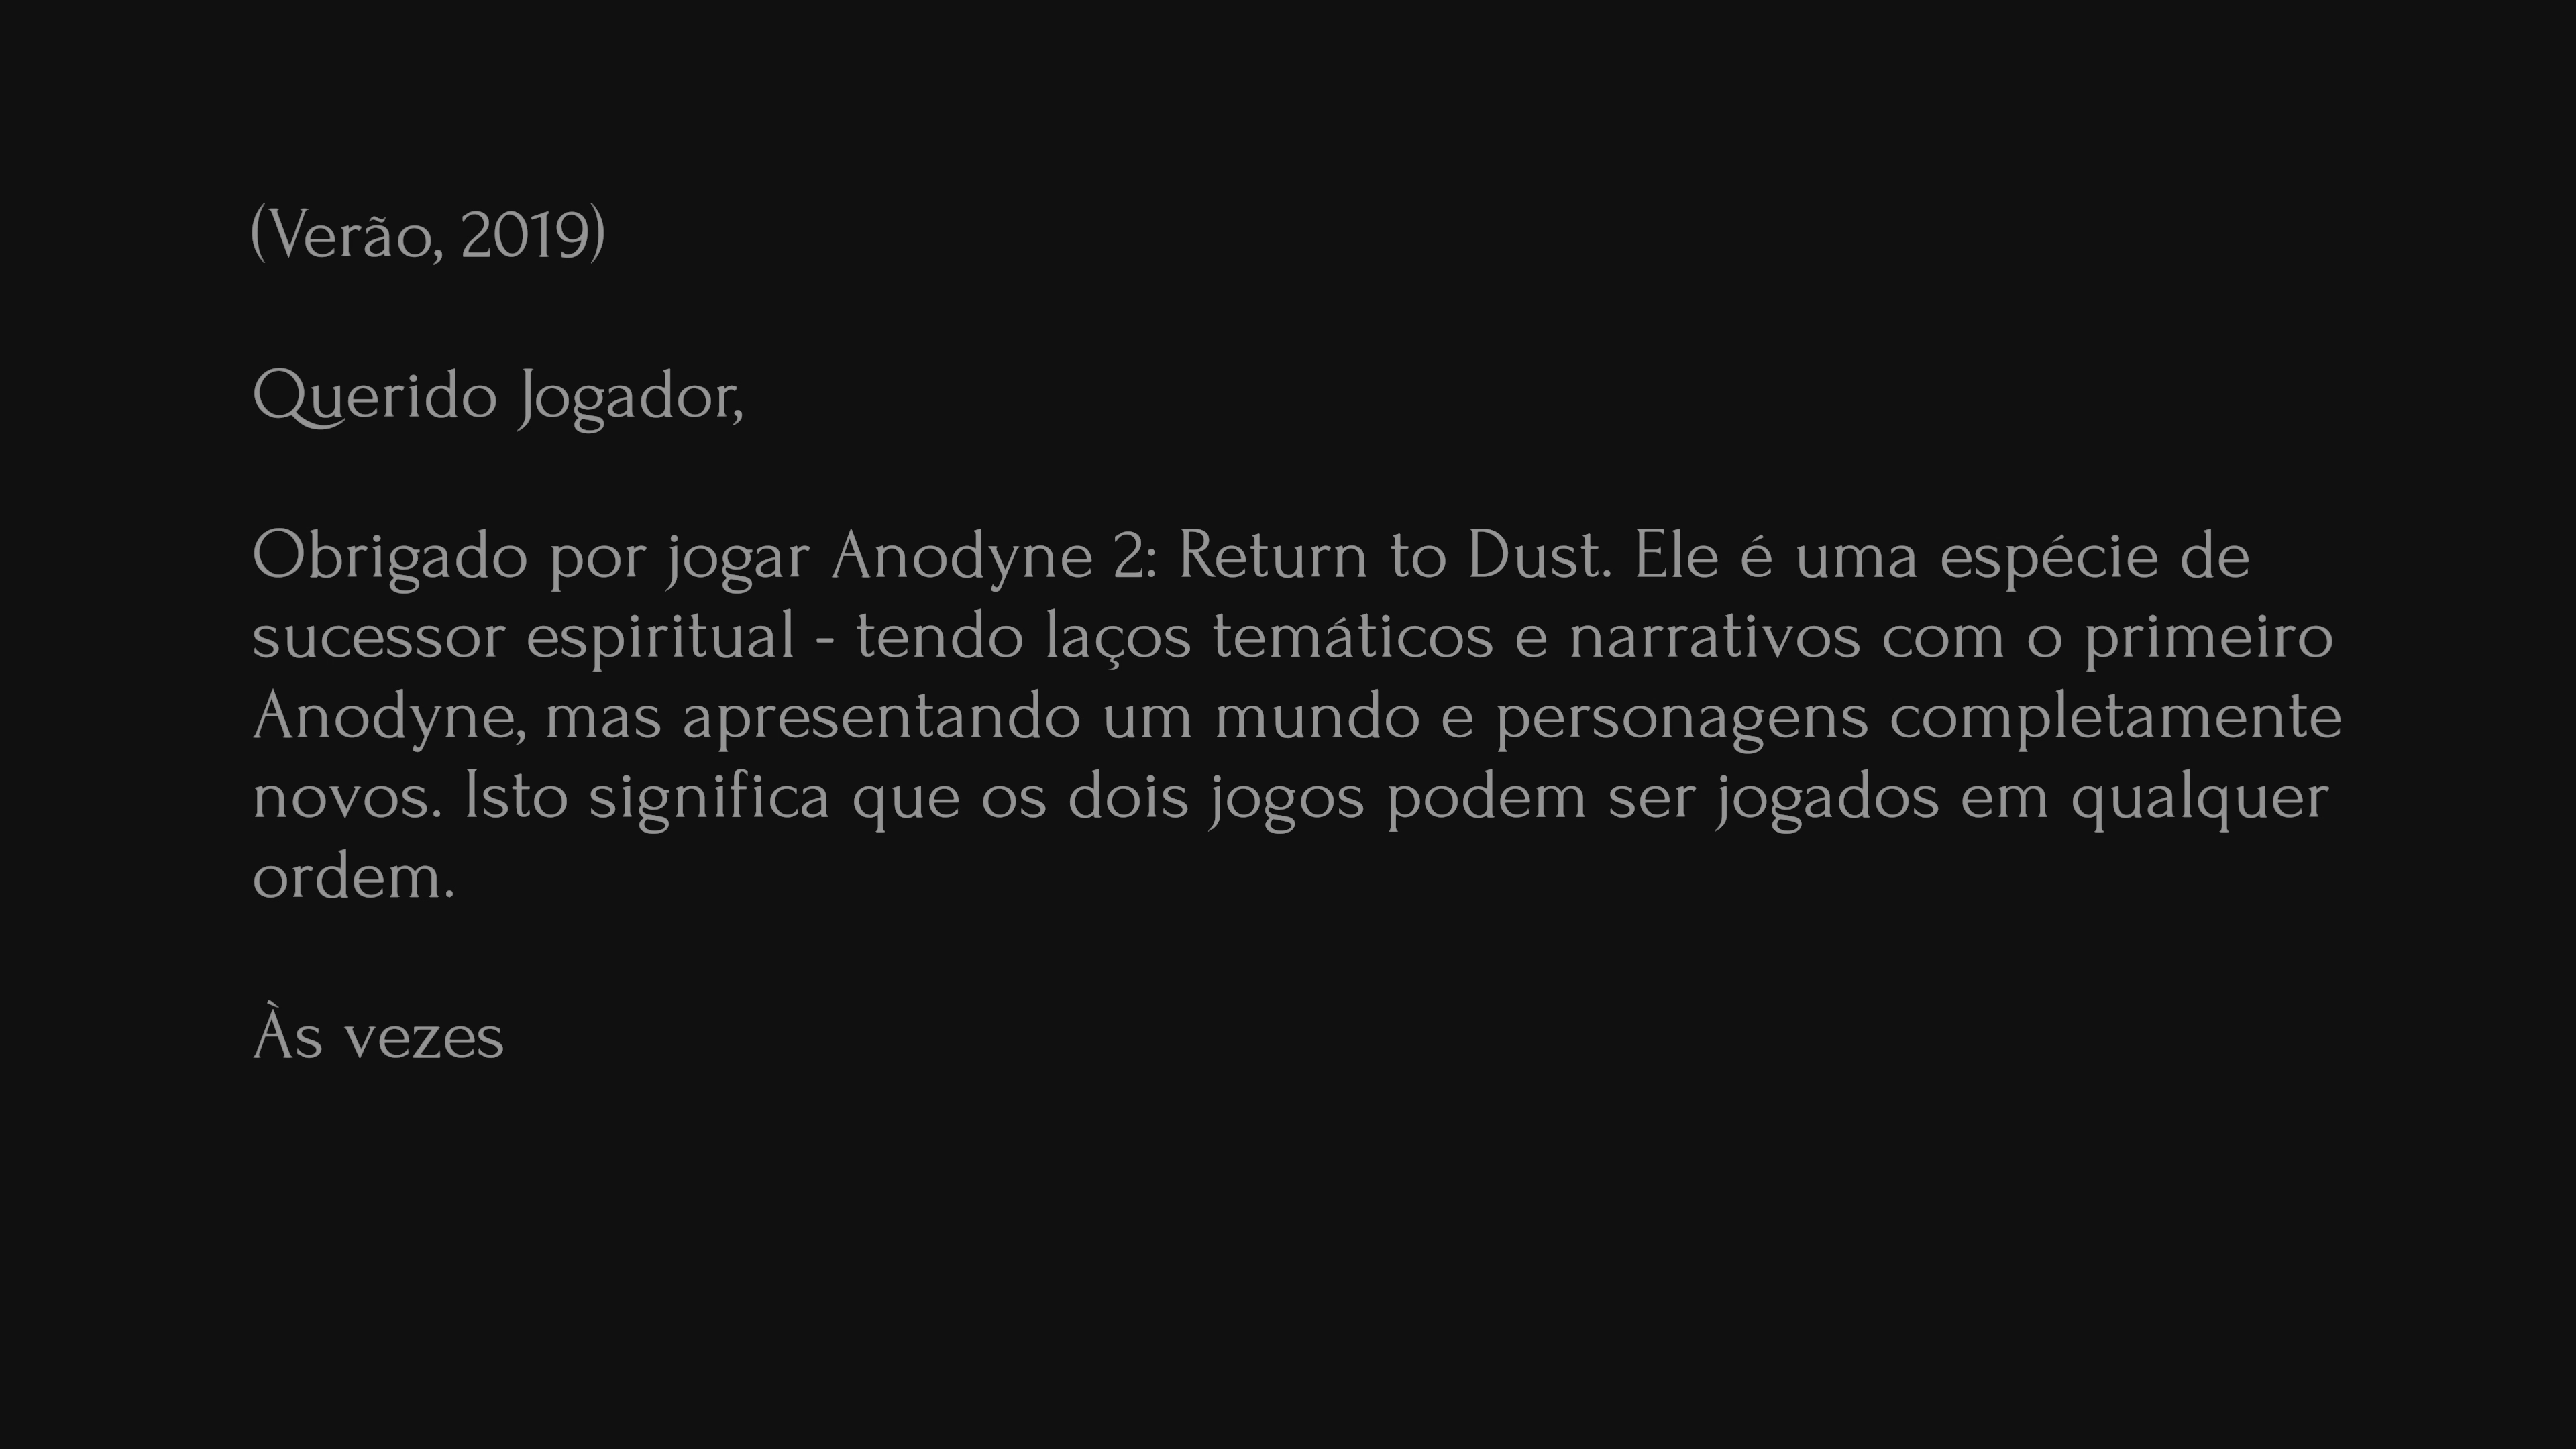 (Verão, 2019)
Querido Jogador,
Obrigado por jogar Anodyne 2: Return to Dust. Ele é uma espécie de
sucessor espiritual - tendo laços temáticos e narrativos com o primeiro
Anodyne, mas apresentando um mundo e personagens completamente
novos. Isto significa que os dois jogos podem ser jogados em qualquer
ordem.
Às vezes